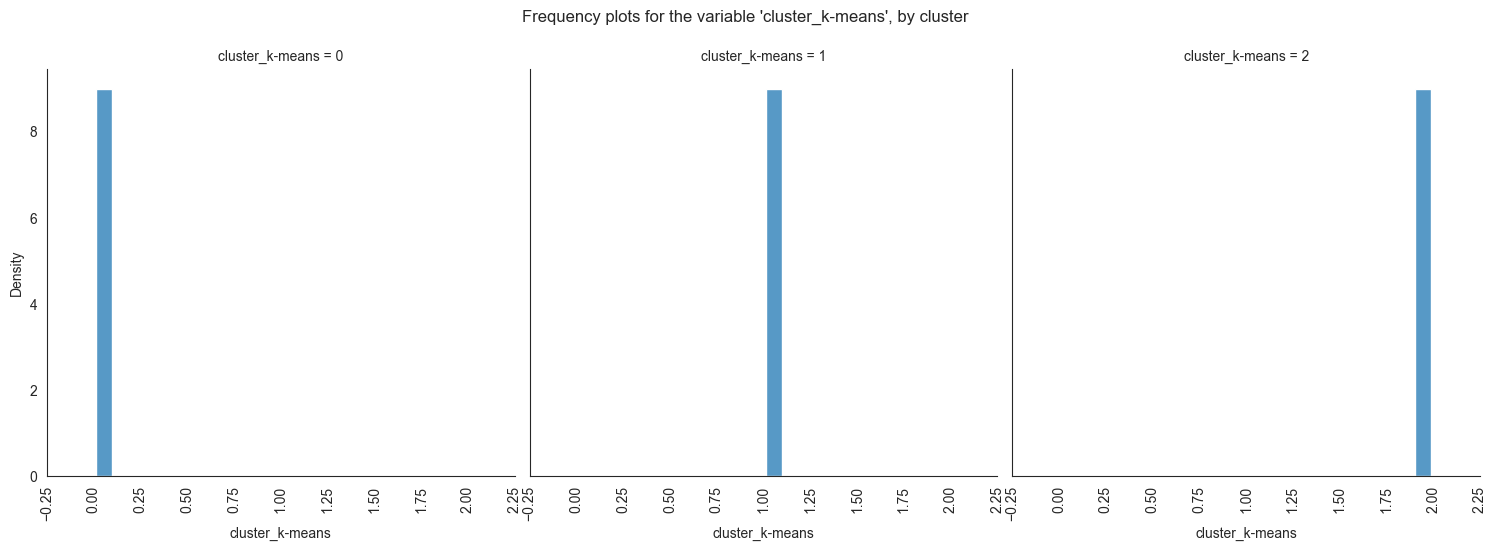 Frequency plots for the variable 'cluster_k-means', by cluster
cluster_k-means = 0
cluster_k-means = 1
cluster_k-means = 2
Density
8
6
4
2
0
−0.25 0.00 0.25 0.50 0.75 1.00 1.25 1.50 1.75 2.00 2.25
−0.25 0.00 0.25 0.50 0.75 1.00 1.25 1.50 1.75 2.00 2.25
−0.25 0.00 0.25 0.50 0.75 1.00 1.25 1.50 1.75 2.00 2.25
cluster_k-means
cluster_k-means
cluster_k-means